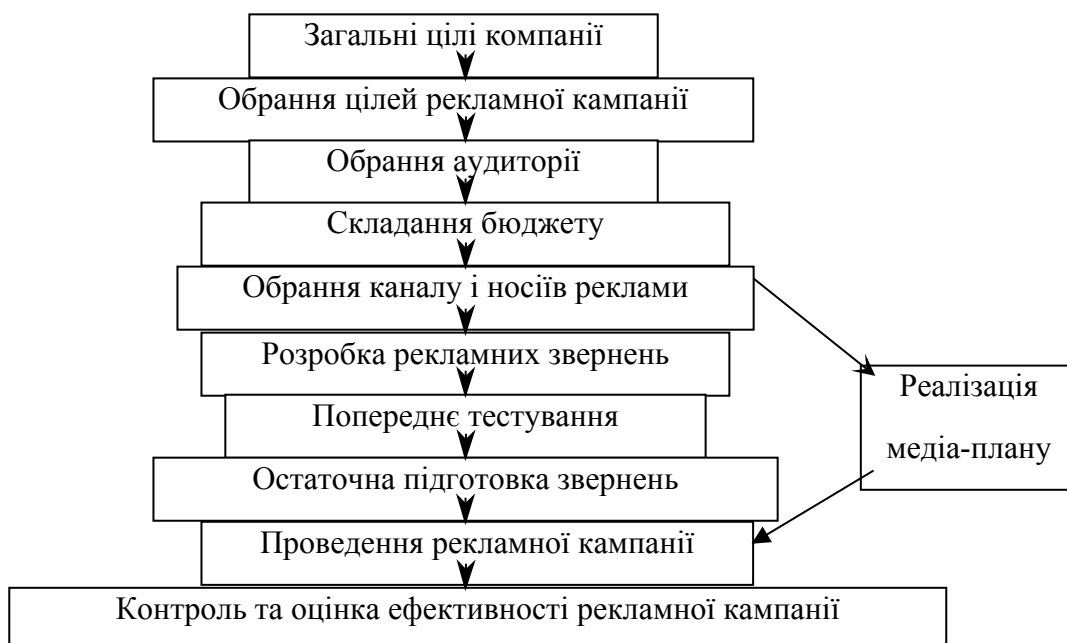 Загальні цілі компанії
Обрання цілей рекламної кампанії
Обрання аудиторії
Складання бюджету
Обрання каналу і носіїв реклами
Розробка рекламних звернень
Попереднє тестування
Остаточна підготовка звернень
Проведення рекламної кампанії
Контроль та оцінка ефективності рекламної кампанії
Реалізація
медіа-плану